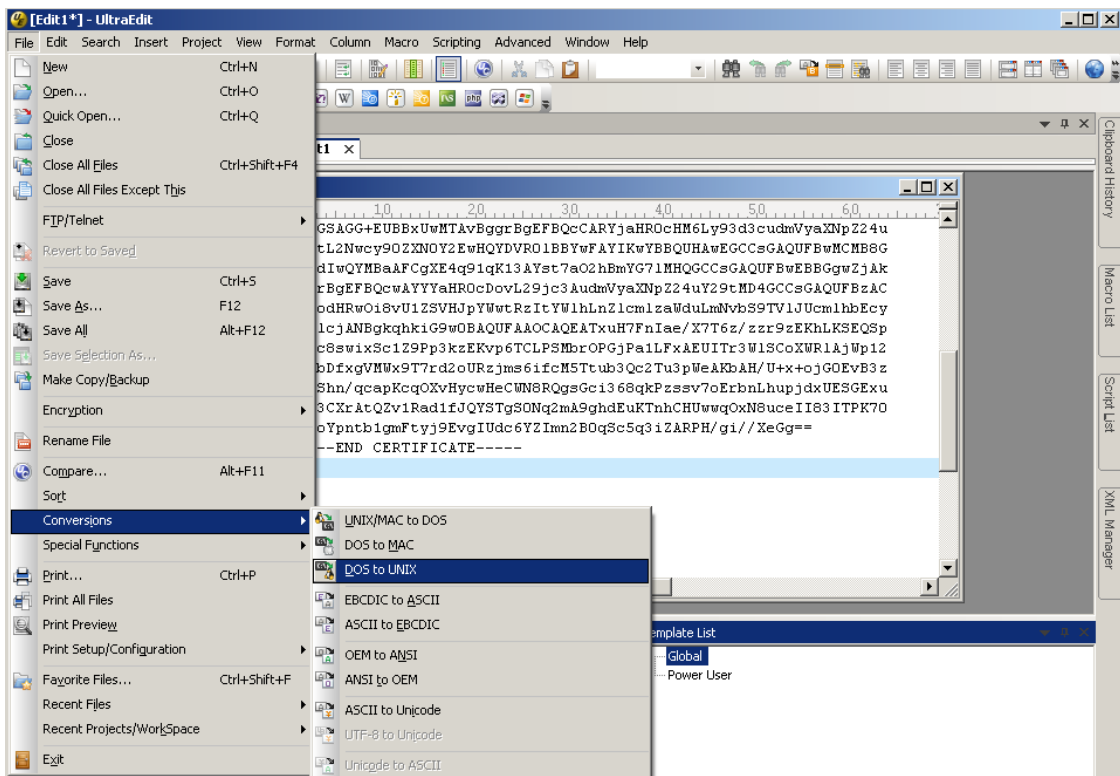 [Edit1*] - UltraEdit
File Edit Search Insert Project View Format Column Macro Scripting Advanced Window Help
New Ctrl+N
Open... Ctrl+O
Quick Open... Ctrl+Q
Close
Close All Files Ctrl+Shift+F4
Close All Files Except This
FTP/Telnet
Revert to Saved
Save Ctrl+S
Save As... F12
Save All Alt+F12
Save Selection As...
Make Copy/Backup
Encryption
Rename File
Compare... Alt+F11
Sort
Conversions
Special Functions
Print... Ctrl+P
Print All Files
Print Preview
Print Setup/Configuration
Favorite Files... Ctrl+Shift+F
Recent Files
Recent Projects/WorkSpace
Exit
t1
10 20 30 40 50 60
GSAGG+EUBBxUwMTAvBggrBgEFBQcCARYjaHR0cHM6Ly93d3cudmVyaXNpZ24u
tL2Nwcy90ZXN0Y2EwHQYDVR0lBBYwFAYIKwYBBQUHAwEGCCsGAQUFBwMCMB8G
dIwQYMBaAFCgXE4q91qK13AYst7aO2hBmYG71MHQGCCsGAQUFBwEBBGgwZjAk
rBgEFBQcwAYYYaHR0cDovL29jc3AudmVyaXNpZ24uY29tMD4GCCsGAQUFBzAC
odHRwOi8vU1ZSVHJpYWwtRzItYWlhLnZlcmlzaWduLmNvbS9TVlJUcmlhbEcy
lcjANBgkqhkiG9w0BAQUFAAOCAQEATxuH7FnIae/X7T6z/zzr9zEKhLKSEQSp
c8swixSc1Z9Pp3kzEKvp6TCLPSMbrOPGjPa1LFxAEUITr3WlSCoXWRlAjWp12
bDfxgVMWx9T7rd2oURzjms6ifcM5Ttub3Qc2Tu3pWeAKbAH/U+x+ojGOEvB3z
Shn/qcapKcqOXvHycwHeCWN8RQgsGci368qkPzssv7oErbnLhupjdxUESGExu
3CXrAtQZv1Rad1fJQYSTgSONq2mA9ghdEuKTnhCHUwwqOxN8uceII83ITPK70
oYpntb1gmFtyj9EvgIUdc6YZImn2BOqSc5q3iZARPH/gi//XeGg==
--END CERTIFICATE-----
UNIX/MAC to DOS
DOS to MAC
DOS to UNIX
EBCDIC to ASCII
ASCII to EBCDIC
OEM to ANSI
ANSI to OEM
ASCII to Unicode
UTF-8 to Unicode
Unicode to ASCII
emplate List
Global
Power User
Clipboard History
Macro List
Script List
XML Manager